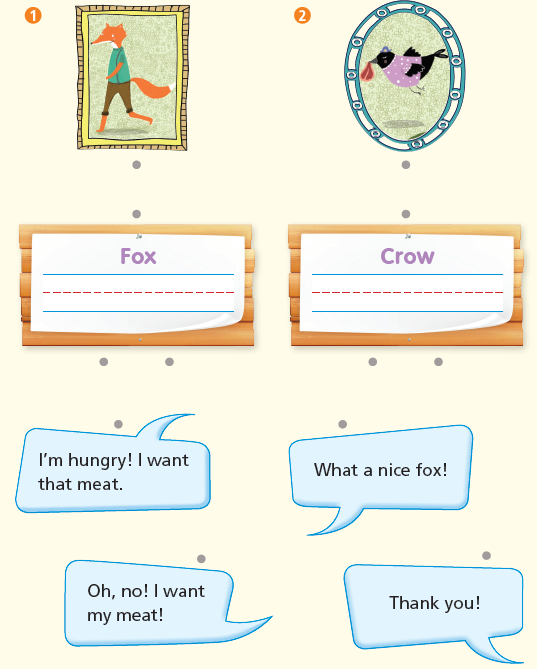 1
2
Fox
Crow
I'm hungry! I want
that meat.
What a nice fox!
Oh, no! I want
my meat!
Thank you!